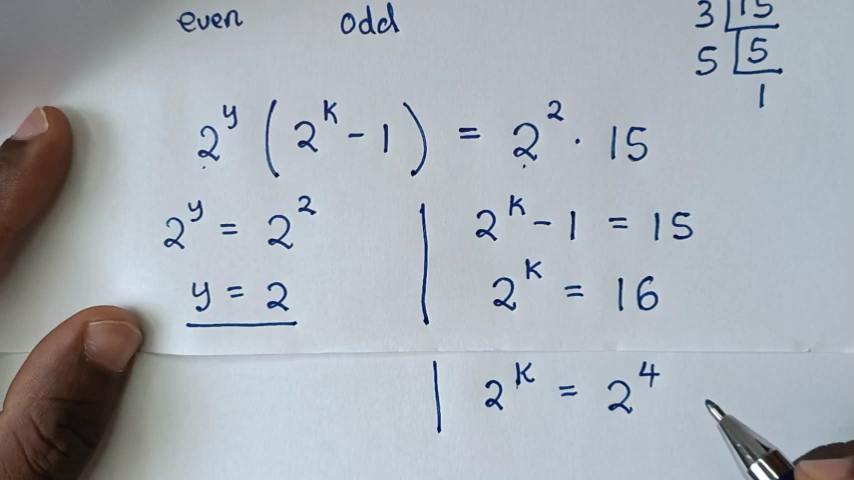 even odd
3 | 15
5 | 5
1
2^y (2^k - 1) = 2^2 · 15
2^y = 2^2 | 2^k - 1 = 15
y = 2 | 2^k = 16
| 2^k = 2^4